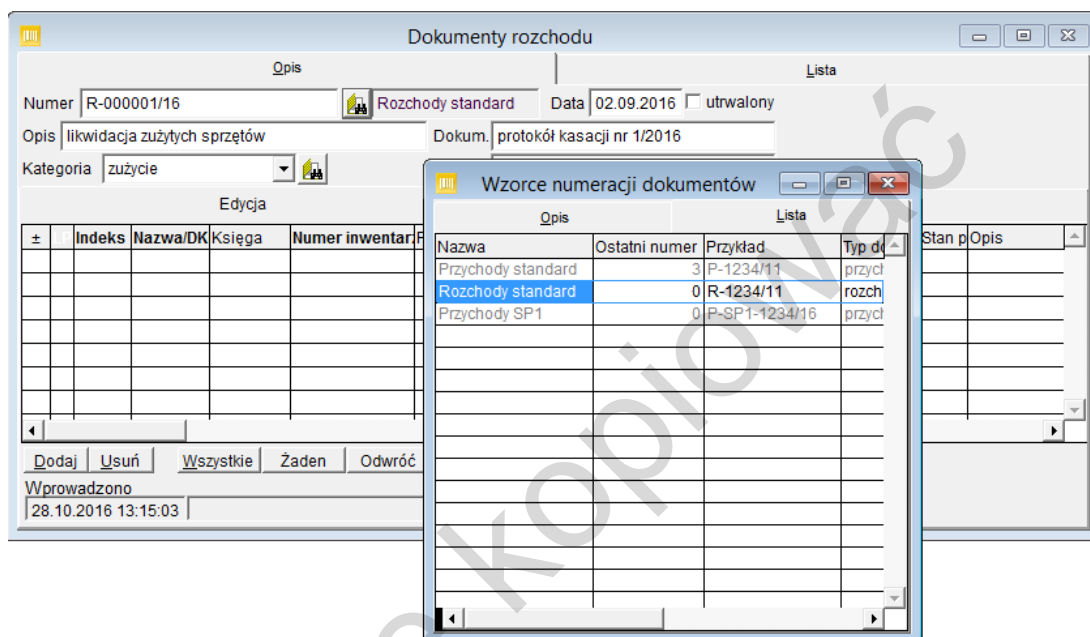 Dokumenty rozchodu
Opis Lista
Numer R-000001/16 Rozchody standard Data 02.09.2016 utrwalony
Opis likwidacja zużytych sprzętów Dokum. protokół kasacji nr 1/2016
Kategoria zużycie
Edycja
± Indeks Nazwa/DK Księga Numer inwentar Stan p Opis
Dodaj Usuń Wszystkie Żaden Odwróć
Wprowadzono
28.10.2016 13:15:03
Wzorce numeracji dokumentów
Opis Lista
Nazwa Ostatni numer Przykład Typ do
Przychody standard 3 P-1234/11 przych
Rozchody standard 0 R-1234/11 rozch
Przychody SP1 0 P-SP1-1234/16 przych
kopiować